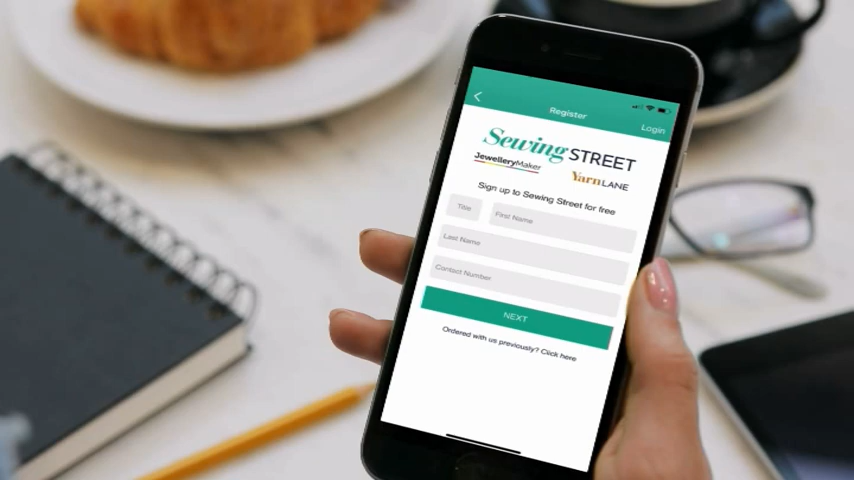 Register
Login
Sewing STREET
JewelleryMaker
YarnLANE
Sign up to Sewing Street for free
Title
First Name
Last Name
Contact Number
NEXT
Ordered with us previously? Click here